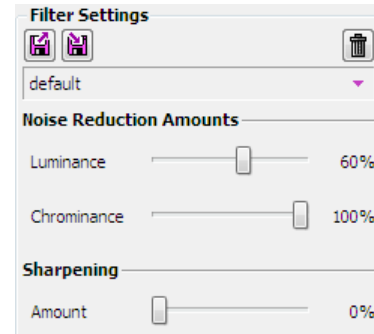 Filter Settings
default
Noise Reduction Amounts
Luminance 60%
Chrominance 100%
Sharpening
Amount 0%